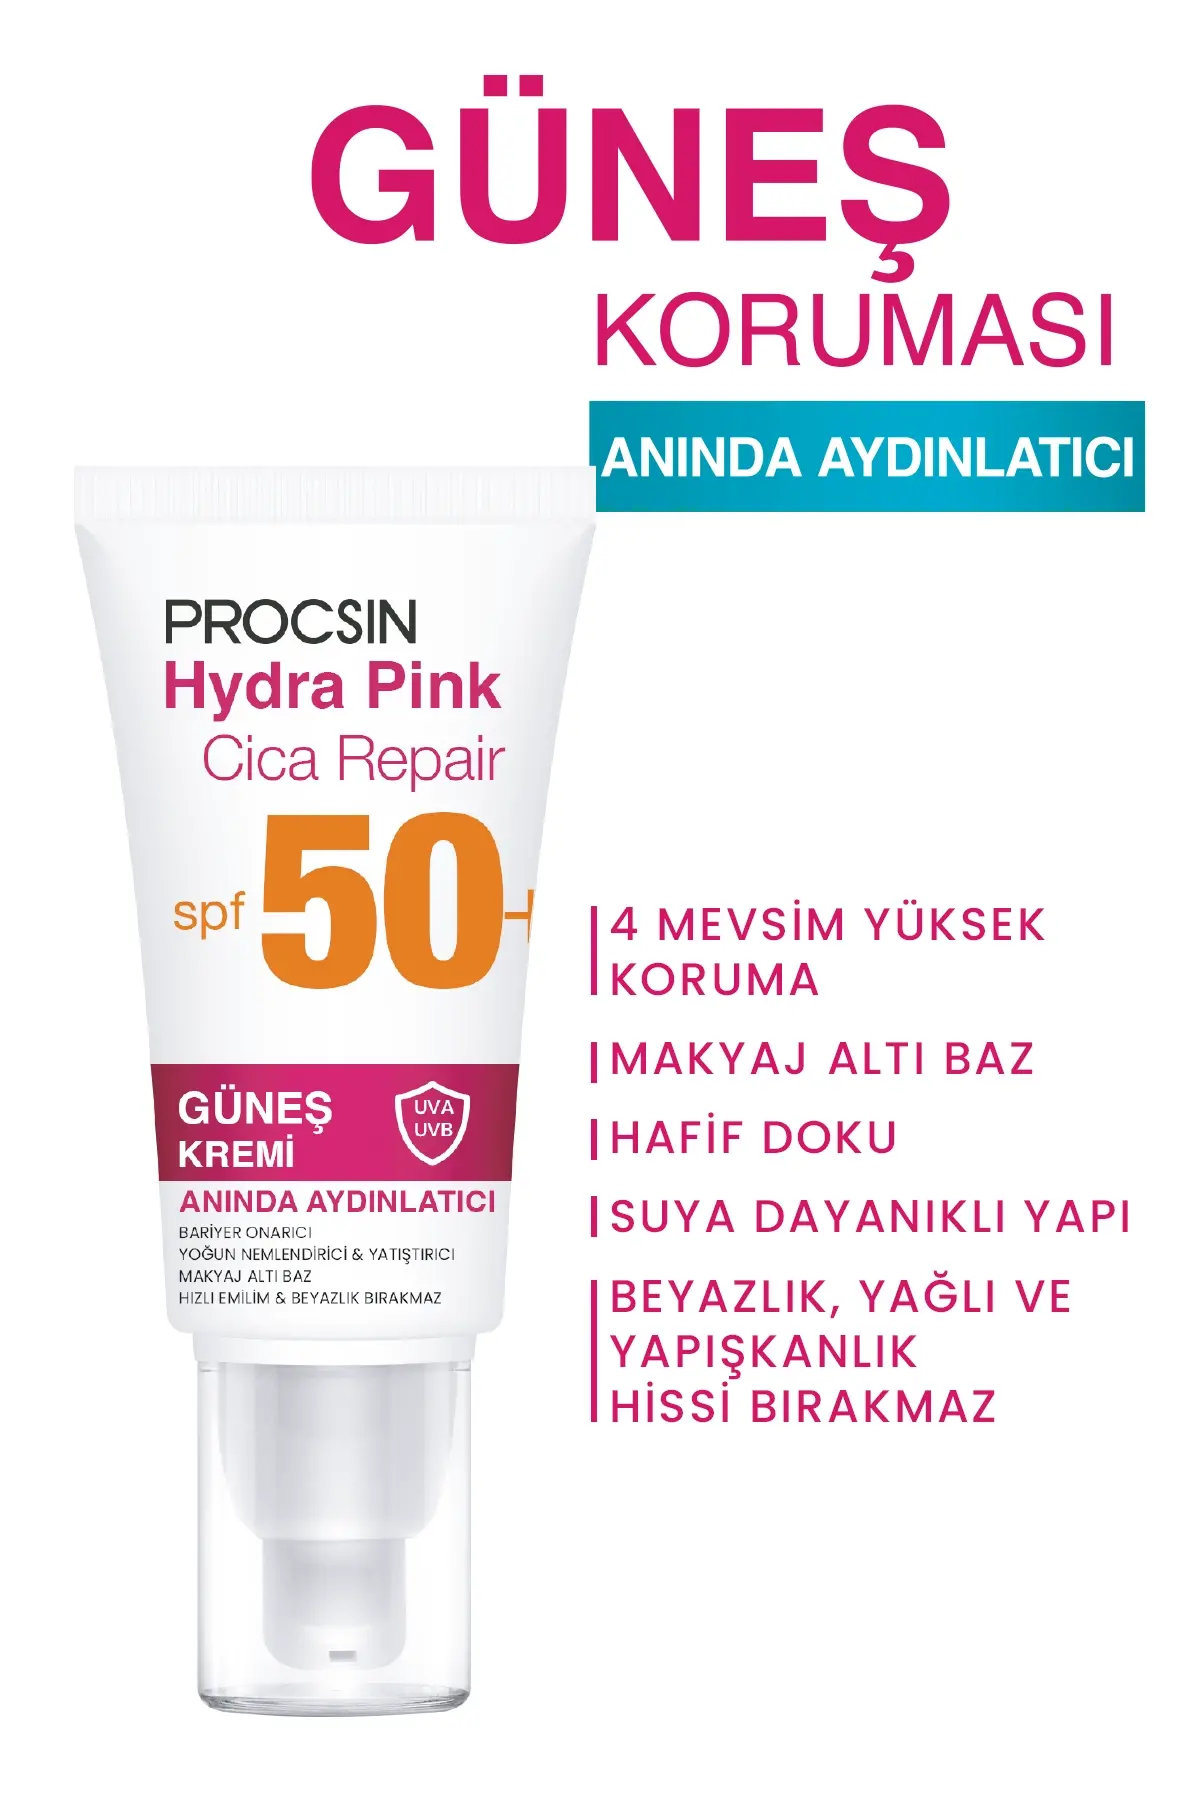 GÜNEŞ
KORUMASI
ANINDA AYDINLATICI
PROCSIN
Hydra Pink
Cica Repair
spf 50+
GÜNEŞ
KREMİ
UVA
UVB
ANINDA AYDINLATICI
BARİYER ONARICI
YOĞUN NEMLENDİRİCİ & YATIŞTIRICI
MAKYAJ ALTI BAZ
HIZLI EMİLİM & BEYAZLIK BIRAKMAZ
4 MEVSİM YÜKSEK
KORUMA
MAKYAJ ALTI BAZ
HAFİF DOKU
SUYA DAYANIKLI YAPI
BEYAZLIK, YAĞLI VE
YAPIŞKANLIK
HİSSİ BIRAKMAZ